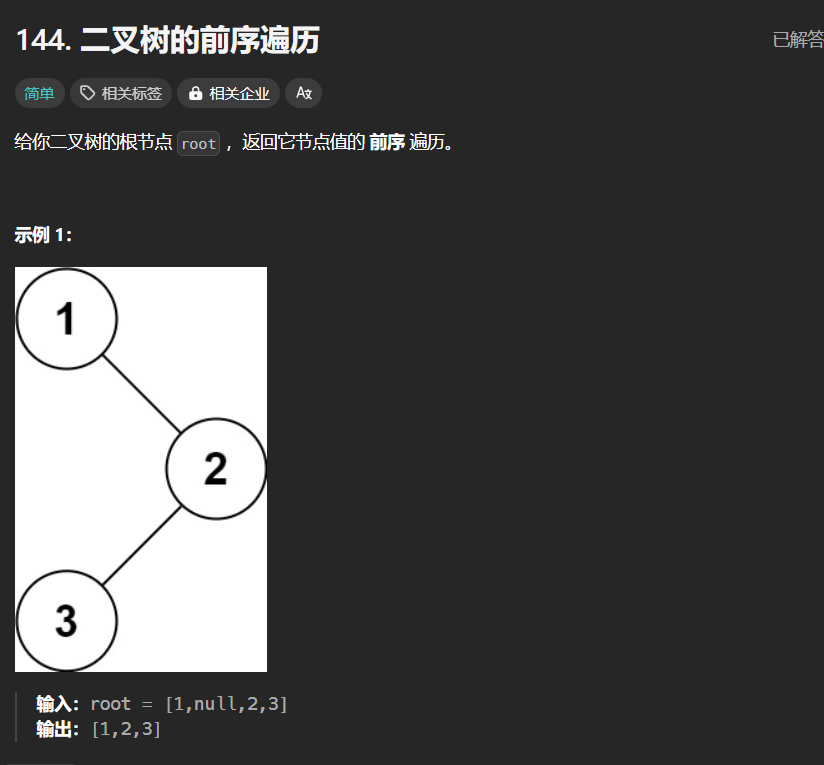 144. 二叉树的前序遍历
已解答
简单 相关标签 相关企业 Ax
给你二叉树的根节点 root ，返回它节点值的 前序 遍历。
示例 1：
1
2
3
输入：root = [1,null,2,3]
输出：[1,2,3]